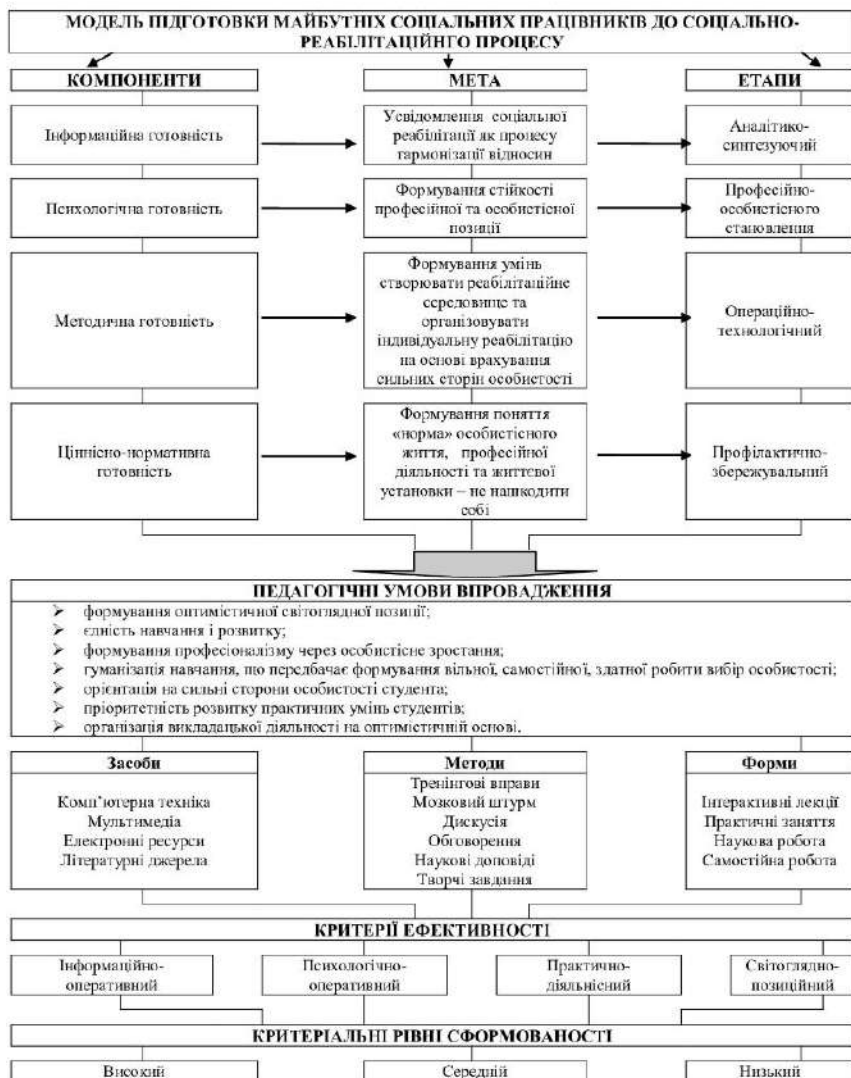 МОДЕЛЬ ПІДГОТОВКИ МАЙБУТНІХ СОЦІАЛЬНИХ ПРАЦІВНИКІВ ДО СОЦІАЛЬНО-
РЕАБІЛІТАЦІЙНГО ПРОЦЕСУ
КОМПОНЕНТИ
МЕТА
ЕТАПИ
Інформаційна готовність
Усвідомлення соціальної
реабілітації як процесу
гармонізації відносин
Аналітико-
синтезуючий
Психологічна готовність
Формування стійкості
професійної та особистісної
позиції
Професійно-
особистісного
становлення
Методична готовність
Формування умінь
створювати реабілітаційне
середовище та
організовувати
індивідуальну реабілітацію
на основі врахування
сильних сторін особистості
Операційно-
технологічний
Ціннісно-нормативна
готовність
Формування поняття
«норма» особистісного
життя, професійної
діяльності та життєвої
установки – не нашкодити
собі
Профілактично-
збережувальний
ПЕДАГОГІЧНІ УМОВИ ВПРОВАДЖЕННЯ
➢ формування оптимістичної світоглядної позиції;
➢ єдність навчання і розвитку;
➢ формування професіоналізму через особистісне зростання;
➢ гуманізація навчання, що передбачає формування вільної, самостійної, здатної робити вибір особистості;
➢ орієнтація на сильні сторони особистості студента;
➢ пріоритетність розвитку практичних умінь студентів;
➢ організація викладацької діяльності на оптимістичній основі.
Засоби
Комп’ютерна техніка
Мультимедіа
Електронні ресурси
Літературні джерела
Методи
Тренінгові вправи
Мозковий штурм
Дискусія
Обговорення
Наукові доповіді
Творчі завдання
Форми
Інтерактивні лекції
Практичні заняття
Наукова робота
Самостійна робота
КРИТЕРІЇ ЕФЕКТИВНОСТІ
Інформаційно-
оперативний
Психологічно-
оперативний
Практично-
діяльнісний
Світоглядно-
позиційний
КРИТЕРІАЛЬНІ РІВНІ СФОРМОВАНОСТІ
Високий
Середній
Низький